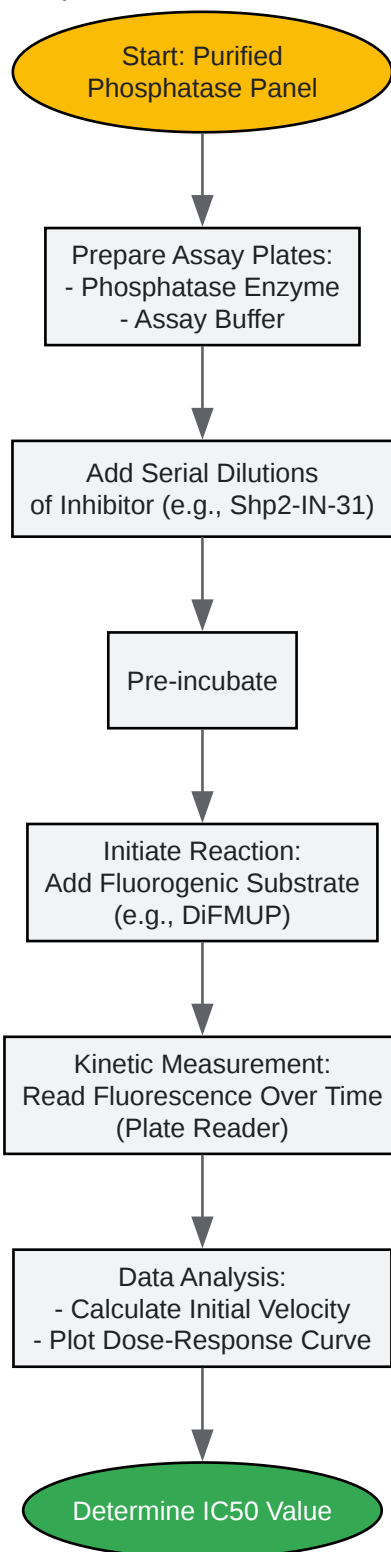 Start: Purified
Phosphatase Panel
Prepare Assay Plates:
- Phosphatase Enzyme
- Assay Buffer
Add Serial Dilutions
of Inhibitor (e.g., Shp2-IN-31)
Pre-incubate
Initiate Reaction:
Add Fluorogenic Substrate
(e.g., DiFMUP)
Kinetic Measurement:
Read Fluorescence Over Time
(Plate Reader)
Data Analysis:
- Calculate Initial Velocity
- Plot Dose-Response Curve
Determine IC50 Value